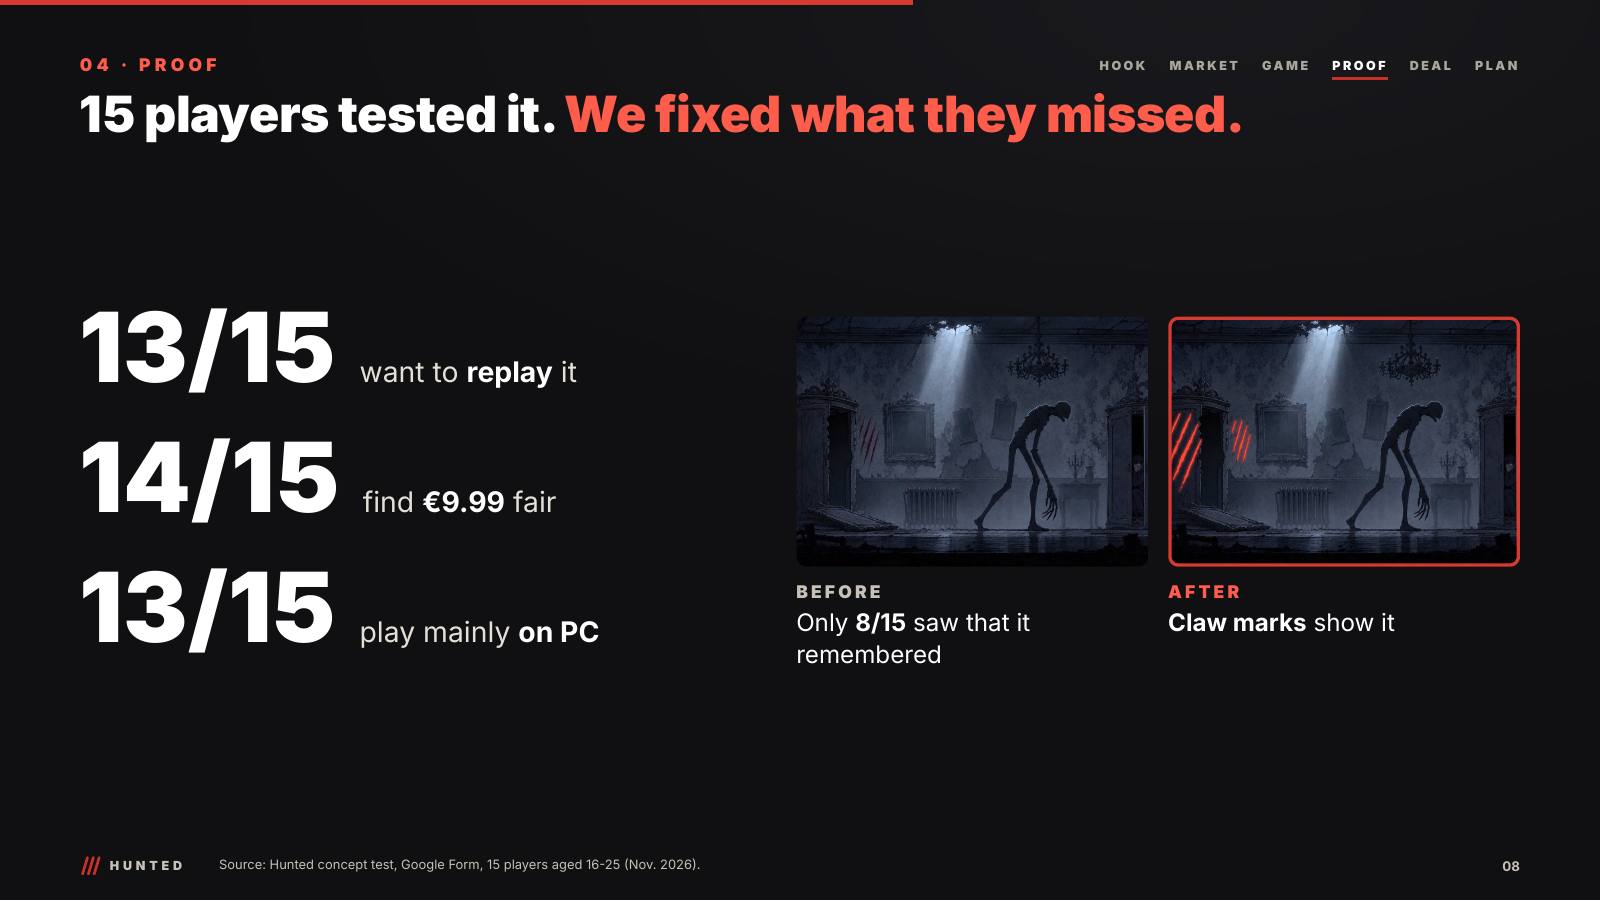 04 · PROOF
HOOK MARKET GAME PROOF DEAL PLAN
15 players tested it. We fixed what they missed.
13/15 want to replay it
14/15 find €9.99 fair
13/15 play mainly on PC
BEFORE
Only 8/15 saw that it
remembered
AFTER
Claw marks show it
HUNTED
Source: Hunted concept test, Google Form, 15 players aged 16-25 (Nov. 2026).
08